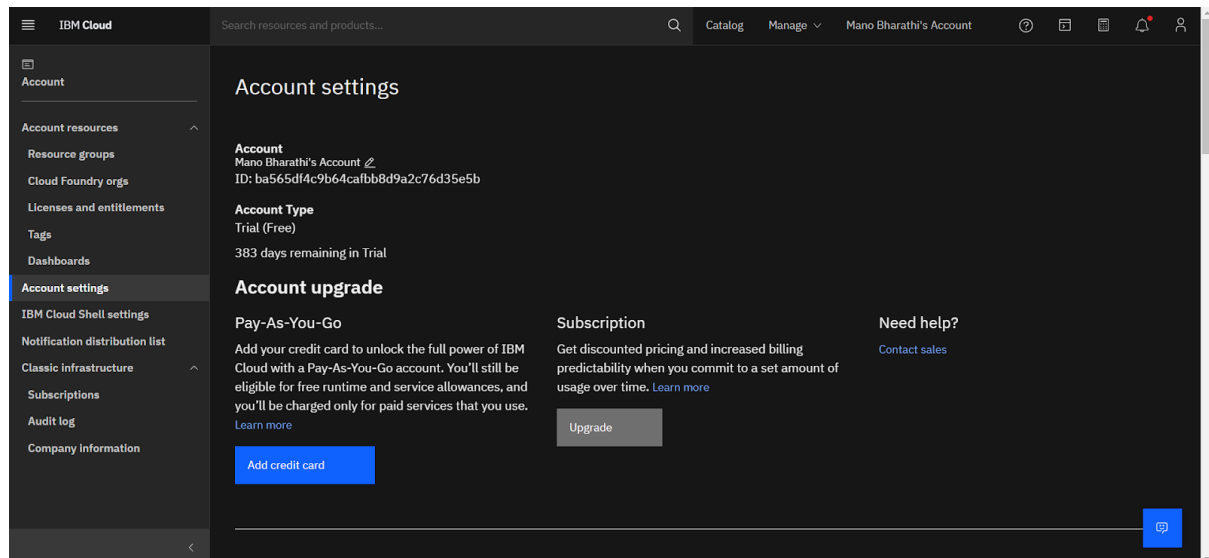 IBM Cloud
Search resources and products...
Catalog
Manage
Mano Bharathi's Account
Account
Account resources
Resource groups
Cloud Foundry orgs
Licenses and entitlements
Tags
Dashboards
Account settings
IBM Cloud Shell settings
Notification distribution list
Classic infrastructure
Subscriptions
Audit log
Company information
Account settings
Account
Mano Bharathi's Account
ID: ba565df4c9b64cafbb8d9a2c76d35e5b
Account Type
Trial (Free)
383 days remaining in Trial
Account upgrade
Pay-As-You-Go
Add your credit card to unlock the full power of IBM
Cloud with a Pay-As-You-Go account. You'll still be
eligible for free runtime and service allowances, and
you'll be charged only for paid services that you use.
Learn more
Add credit card
Subscription
Get discounted pricing and increased billing
predictability when you commit to a set amount of
usage over time. Learn more
Upgrade
Need help?
Contact sales